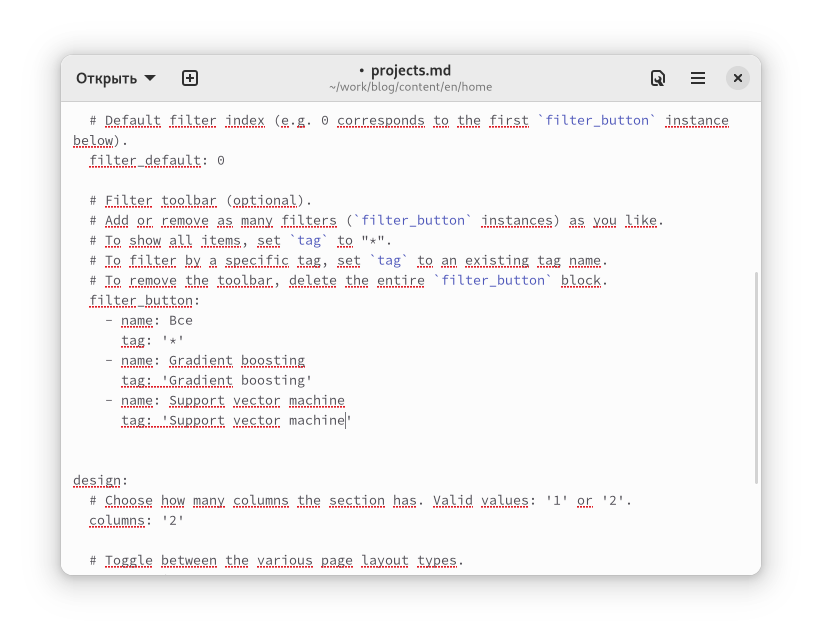 Открыть
• projects.md
~/work/blog/content/en/home
# Default filter index (e.g. 0 corresponds to the first `filter_button` instance
below).
filter_default: 0
# Filter toolbar (optional).
# Add or remove as many filters (`filter_button` instances) as you like.
# To show all items, set `tag` to "*".
# To filter by a specific tag, set `tag` to an existing tag name.
# To remove the toolbar, delete the entire `filter_button` block.
filter_button:
- name: Все
tag: '*'
- name: Gradient boosting
tag: 'Gradient boosting'
- name: Support vector machine
tag: 'Support vector machine'
design:
# Choose how many columns the section has. Valid values: '1' or '2'.
columns: '2'
# Toggle between the various page layout types.